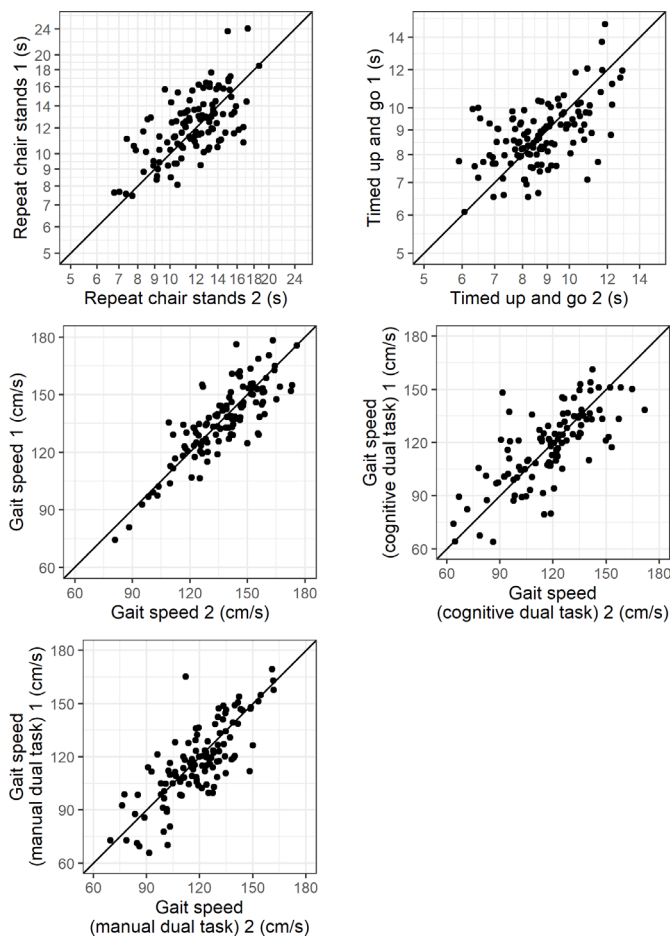 Repeat chair stands 1 (s)
24
20
18
16
14
12
10
9
8
7
6
5
5 6 7 8 9 10 12 14 16 18 20 24
Repeat chair stands 2 (s)
Timed up and go 1 (s)
14
12
10
9
8
7
6
5
5 6 7 8 9 10 12 14
Timed up and go 2 (s)
Gait speed 1 (cm/s)
180
150
120
90
60
60 90 120 150 180
Gait speed 2 (cm/s)
Gait speed
(cognitive dual task) 1 (cm/s)
180
150
120
90
60
60 90 120 150 180
Gait speed
(cognitive dual task) 2 (cm/s)
Gait speed
(manual dual task) 1 (cm/s)
180
150
120
90
60
60 90 120 150 180
Gait speed
(manual dual task) 2 (cm/s)